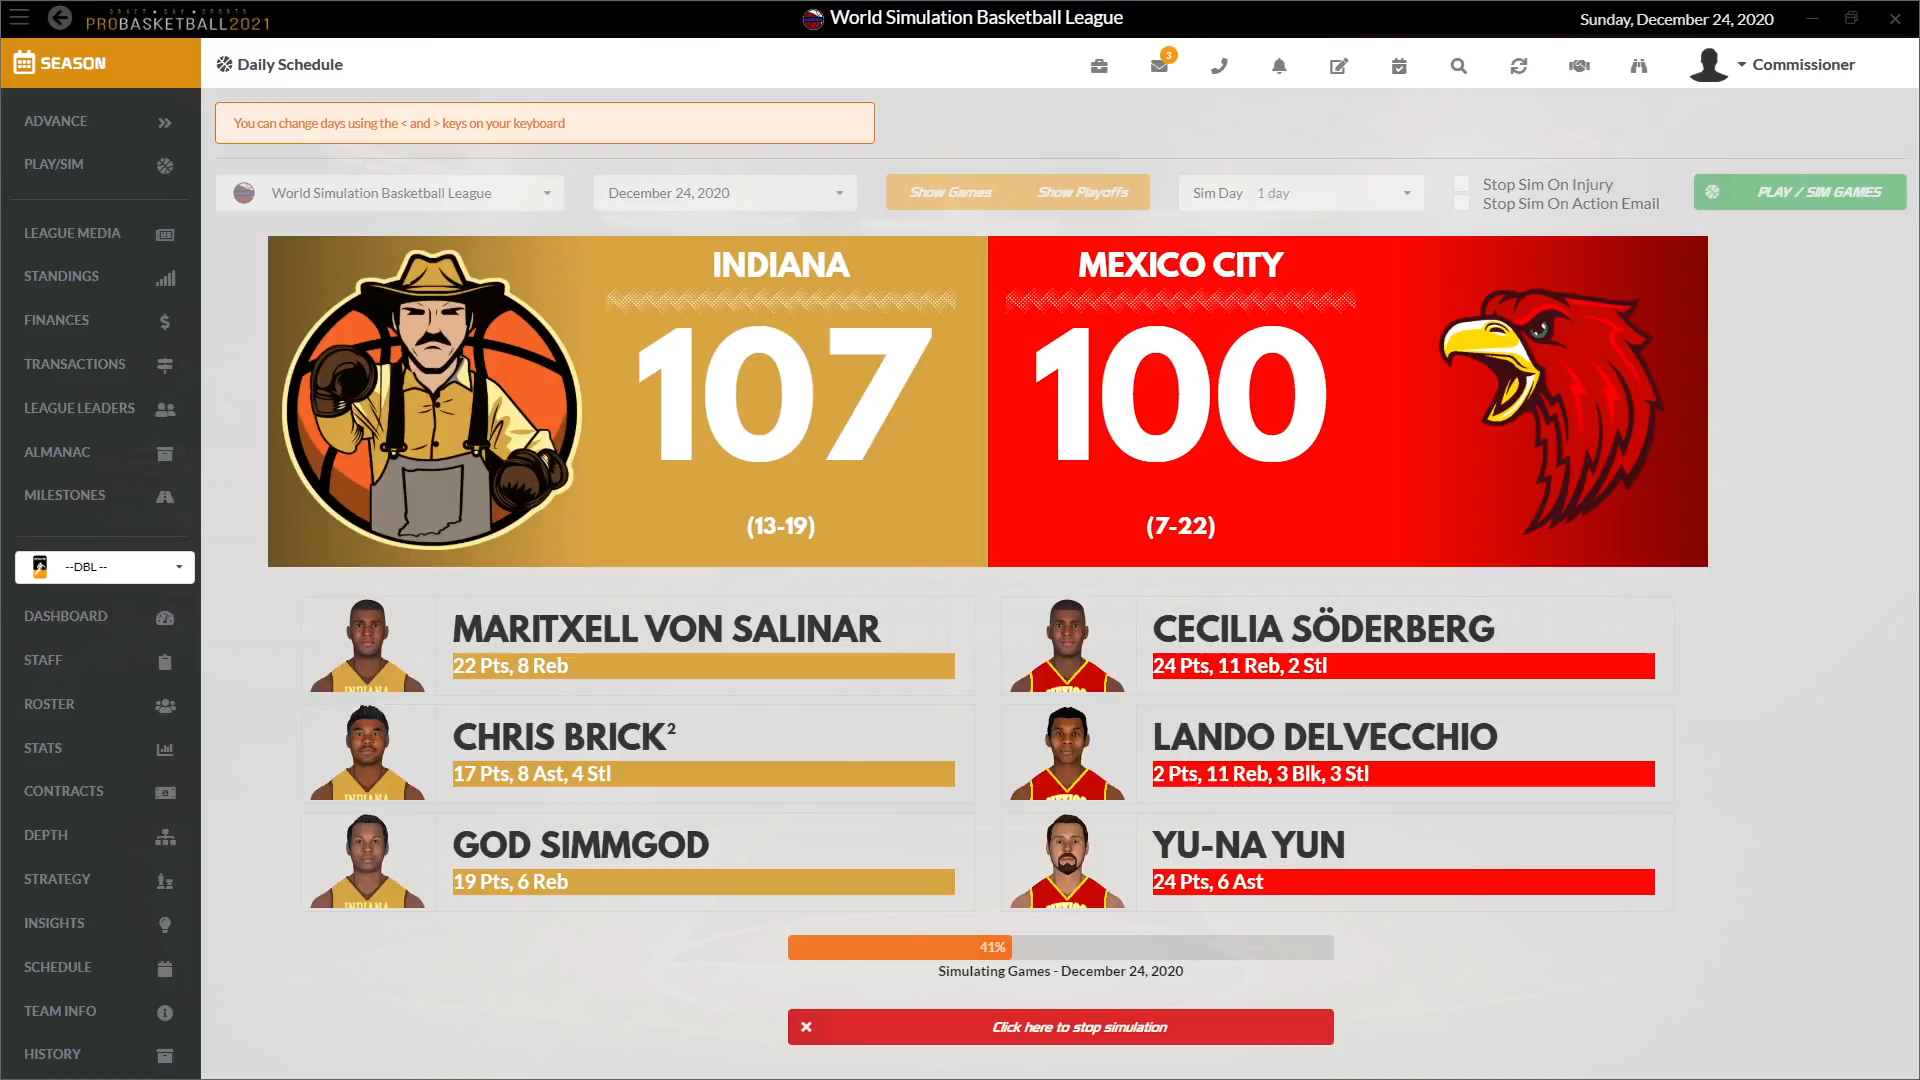 DRAFT DAY SPORTS
PROBASKETBALL2021
World Simulation Basketball League
Sunday, December 24, 2020
SEASON
Daily Schedule
3
Commissioner
You can change days using the < and > keys on your keyboard
ADVANCE
PLAY/SIM
World Simulation Basketball League
December 24, 2020
Show Games
Show Playoffs
Sim Day 1 day
Stop Sim On Injury
Stop Sim On Action Email
PLAY / SIM GAMES
LEAGUE MEDIA
STANDINGS
FINANCES
TRANSACTIONS
LEAGUE LEADERS
ALMANAC
MILESTONES
--DBL --
DASHBOARD
STAFF
ROSTER
STATS
CONTRACTS
DEPTH
STRATEGY
INSIGHTS
SCHEDULE
TEAM INFO
HISTORY
INDIANA
107
(13-19)
MEXICO CITY
100
(7-22)
MARITXELL VON SALINAR
22 Pts, 8 Reb
CHRIS BRICK²
17 Pts, 8 Ast, 4 Stl
GOD SIMMGOD
19 Pts, 6 Reb
CECILIA SÖDERBERG
24 Pts, 11 Reb, 2 Stl
LANDO DELVECCHIO
2 Pts, 11 Reb, 3 Blk, 3 Stl
YU-NA YUN
24 Pts, 6 Ast
41%
Simulating Games - December 24, 2020
Click here to stop simulation